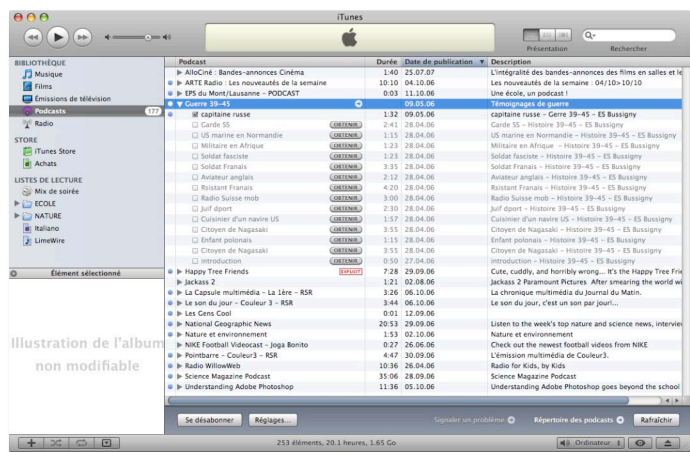 iTunes
Présentation Rechercher
BIBLIOTHÈQUE
Musique
Films
Émissions de télévision
Podcasts 177
Radio
STORE
iTunes Store
Achats
LISTES DE LECTURE
Mix de soirée
ECOLE
NATURE
Italiano
LimeWire
Élément sélectionné
Illustration de l'album
non modifiable
Podcast Durée Date de publication Description
AlloCiné : Bandes-annonces Cinéma 1:40 25.07.07 L'intégralité des bandes-annonces des films en salles et le
ARTE Radio : Les nouveautés de la semaine 10:10 04.10.06 Les nouveautés de la semaine : 04/10>10/10
EPS du Mont/Lausanne - PODCAST 0:03 11.10.06 Une école, un podcast !
Guerre 39-45 09.05.06 Témoignages de guerre
capitaine russe 1:32 09.05.06 capitaine russe - Gerre 39-45 - ES Bussigny
Garde SS OBTENIR 2:41 28.04.06 Garde SS - Histoire 39-45 - ES Bussigny
US marine en Normandie OBTENIR 1:15 28.04.06 US marine en Normandie - Histoire 39-45 - ES Bussigny
Militaire en Afrique OBTENIR 1:23 28.04.06 Militaire en Afrique - Histoire 39-45 - ES Bussigny
Soldat fasciste OBTENIR 1:23 28.04.06 Soldat fasciste - Histoire 39-45 - ES Bussigny
Soldat Franais OBTENIR 3:35 28.04.06 Soldat Franais - Histoire 39-45 - ES Bussigny
Aviateur anglais OBTENIR 2:12 28.04.06 Aviateur anglais - Histoire 39-45 - ES Bussigny
Rsistant Franais OBTENIR 4:20 28.04.06 Rsistant Franais - Histoire 39-45 - ES Bussigny
Radio Suisse mob OBTENIR 3:00 28.04.06 Radio Suisse mob - Histoire 39-45 - ES Bussigny
Juif dport OBTENIR 2:30 28.04.06 Juif dport - Histoire 39-45 - ES Bussigny
Cuisinier d'un navire US OBTENIR 1:57 28.04.06 Cuisinier d'un navire US - Histoire 39-45 - ES Bussigny
Citoyen de Nagasaki OBTENIR 3:55 28.04.06 Citoyen de Nagasaki - Histoire 39-45 - ES Bussigny
Enfant polonais OBTENIR 1:15 28.04.06 Enfant polonais - Histoire 39-45 - ES Bussigny
Citoyen de Nagasaki OBTENIR 3:55 28.04.06 Citoyen de Nagasaki - Histoire 39-45 - ES Bussigny
introduction OBTENIR 0:50 27.04.06 introduction - Histoire 39-45 - ES Bussigny
Happy Tree Friends EXPLICIT 7:28 29.09.06 Cute, cuddly, and horribly wrong... It's the Happy Tree Frie
Jackass 2 1:21 02.08.06 Jackass 2 Paramount Pictures After smearing the world wi
La Capsule multimédia - La 1ère - RSR 3:26 06.10.06 La chronique multimédia du Journal du Matin.
Le son du jour - Couleur 3 - RSR 3:44 06.10.06 Le son du jour, c'est un son par jour!...
Les Gens Cool 0:01 12.09.06
National Geographic News 20:53 29.09.06 Listen to the week's top nature and science news, interviev
Nature et environnement 1:53 02.10.06 Nature et environnement
NIKE Football Videocast - Joga Bonito 0:27 26.06.06 Check out the newest football videos from NIKE
Pointbarre - Couleur3 - RSR 4:47 30.09.06 L'émission multimédia de Couleur3.
Radio WillowWeb 10:36 26.04.06 Radio for Kids, by Kids
Science Magazine Podcast 35:06 28.09.06 Science Magazine Podcast
Understanding Adobe Photoshop 11:36 05.10.06 Understanding Adobe Photoshop goes beyond the school
Se désabonner Réglages... Signaler un problème Répertoire des podcasts Rafraîchir
253 éléments, 20.1 heures, 1.65 Go Ordinateur